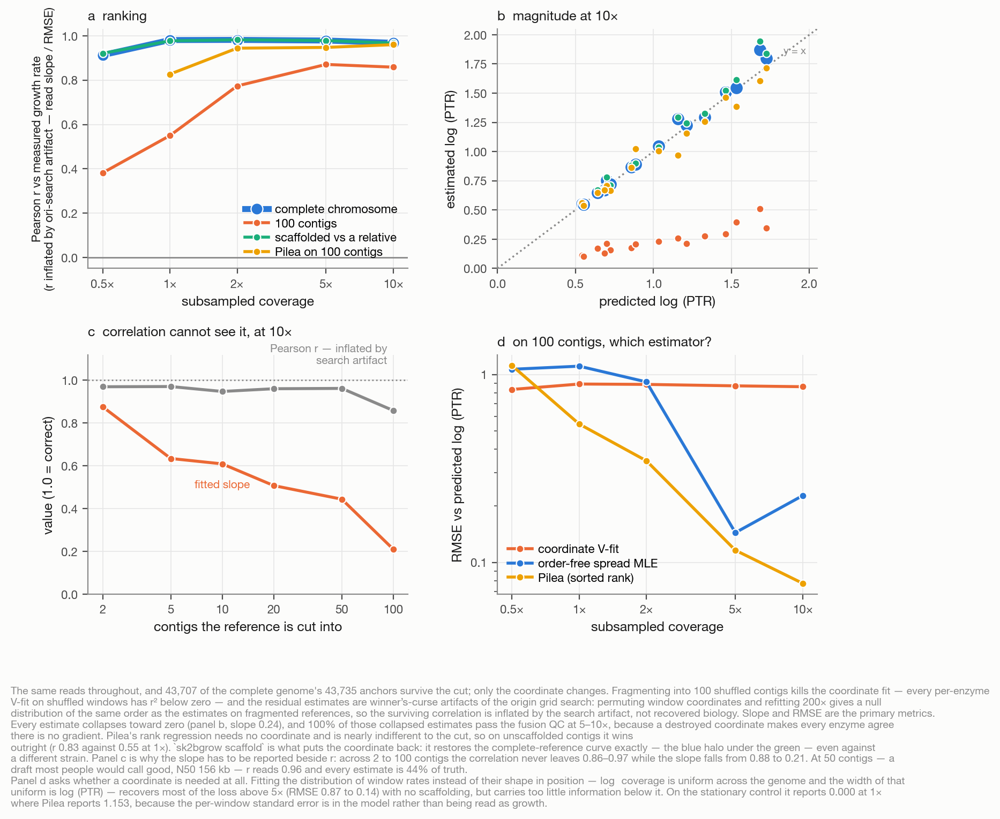 a ranking
Pearson r vs measured growth rate
(r inflated by ori-search artifact — read slope / RMSE)
1.0
0.8
0.6
0.4
0.2
0.0
complete chromosome
100 contigs
scaffolded vs a relative
Pilea on 100 contigs
0.5× 1× 2× 5× 10×
subsampled coverage
b magnitude at 10×
estimated log (PTR)
2.00
1.75
1.50
1.25
1.00
0.75
0.50
0.25
0.00
y = x
0.0 0.5 1.0 1.5 2.0
predicted log (PTR)
c correlation cannot see it, at 10×
Pearson r — inflated by
search artifact
value (1.0 = correct)
1.0
0.8
0.6
0.4
0.2
0.0
fitted slope
2 5 10 20 50 100
contigs the reference is cut into
d on 100 contigs, which estimator?
RMSE vs predicted log (PTR)
1
0.1
coordinate V-fit
order-free spread MLE
Pilea (sorted rank)
0.5× 1× 2× 5× 10×
subsampled coverage
The same reads throughout, and 43,707 of the complete genome's 43,735 anchors survive the cut; only the coordinate changes. Fragmenting into 100 shuffled contigs kills the coordinate fit — every per-enzyme
V-fit on shuffled windows has r² below zero — and the residual estimates are winner’s-curse artifacts of the origin grid search: permuting window coordinates and refitting 200× gives a null
distribution of the same order as the estimates on fragmented references, so the surviving correlation is inflated by the search artifact, not recovered biology. Slope and RMSE are the primary metrics.
Every estimate collapses toward zero (panel b, slope 0.24), and 100% of those collapsed estimates pass the fusion QC at 5–10×, because a destroyed coordinate makes every enzyme agree
there is no gradient. Pilea's rank regression needs no coordinate and is nearly indifferent to the cut, so on unscaffolded contigs it wins
outright (r 0.83 against 0.55 at 1×). `sk2bgrow scaffold` is what puts the coordinate back: it restores the complete-reference curve exactly — the blue halo under the green — even against
a different strain. Panel c is why the slope has to be reported beside r: across 2 to 100 contigs the correlation never leaves 0.86–0.97 while the slope falls from 0.88 to 0.21. At 50 contigs — a
draft most people would call good, N50 156 kb — r reads 0.96 and every estimate is 44% of truth.
Panel d asks whether a coordinate is needed at all. Fitting the distribution of window rates instead of their shape in position — log coverage is uniform across the genome and the width of that
uniform is log (PTR) — recovers most of the loss above 5× (RMSE 0.87 to 0.14) with no scaffolding, but carries too little information below it. On the stationary control it reports 0.000 at 1×
where Pilea reports 1.153, because the per-window standard error is in the model rather than being read as growth.